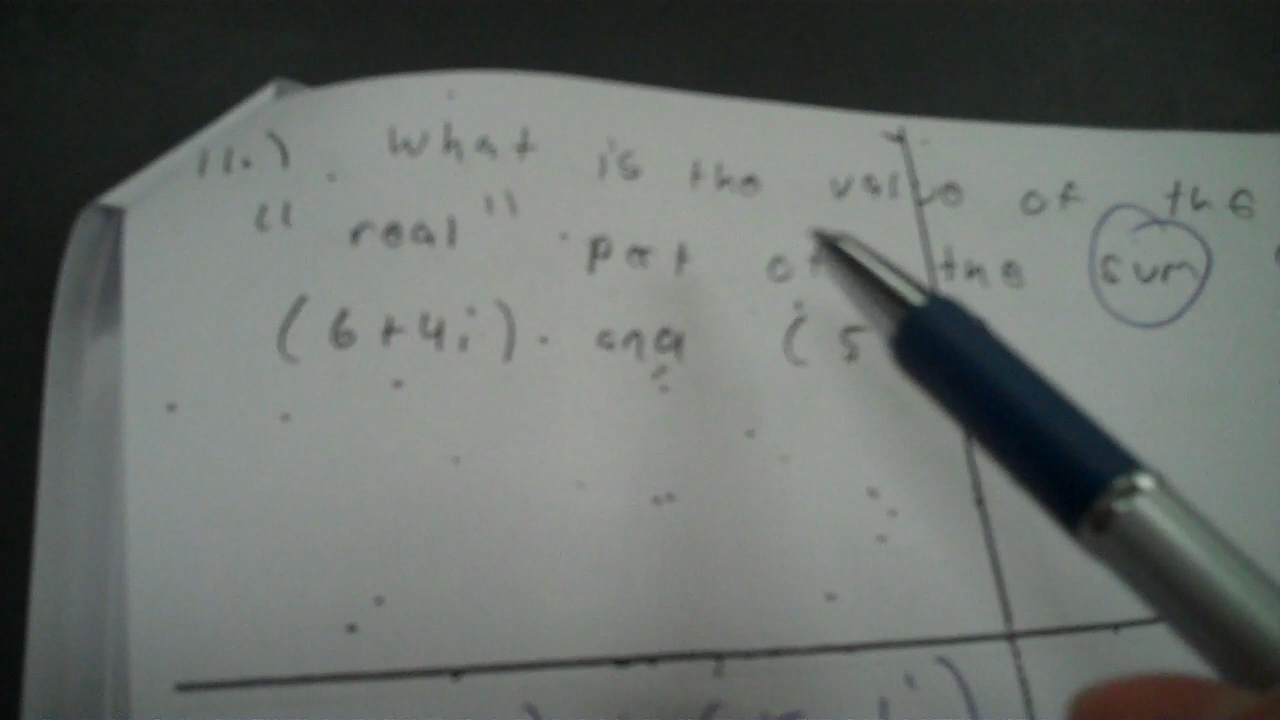 11.) What is the value of the
"real" part of the sum
(6+4i) and (5